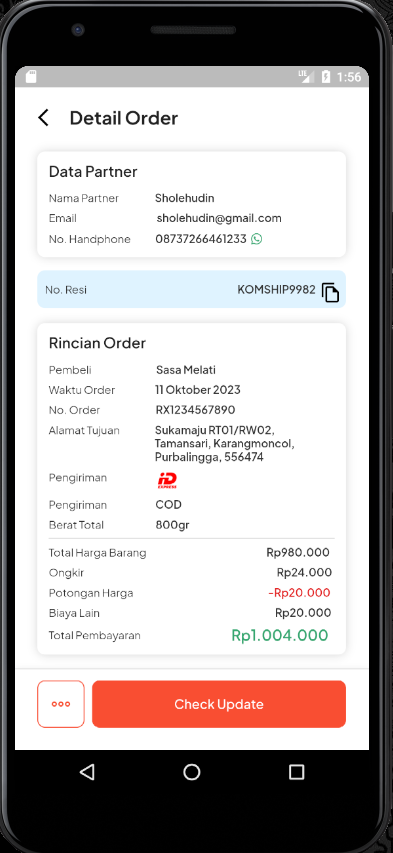 LTE 1:56
Detail Order
Data Partner
Nama Partner Sholehudin
Email sholehudin@gmail.com
No. Handphone 08737266461233
No. Resi KOMSHIP9982
Rincian Order
Pembeli Sasa Melati
Waktu Order 11 Oktober 2023
No. Order RX1234567890
Alamat Tujuan Sukamaju RT01/RW02,
Tamansari, Karangmoncol,
Purbalingga, 556474
Pengiriman iD EXPRESS
Pengiriman COD
Berat Total 800gr
Total Harga Barang Rp980.000
Ongkir Rp24.000
Potongan Harga -Rp20.000
Biaya Lain Rp20.000
Total Pembayaran Rp1.004.000
Check Update